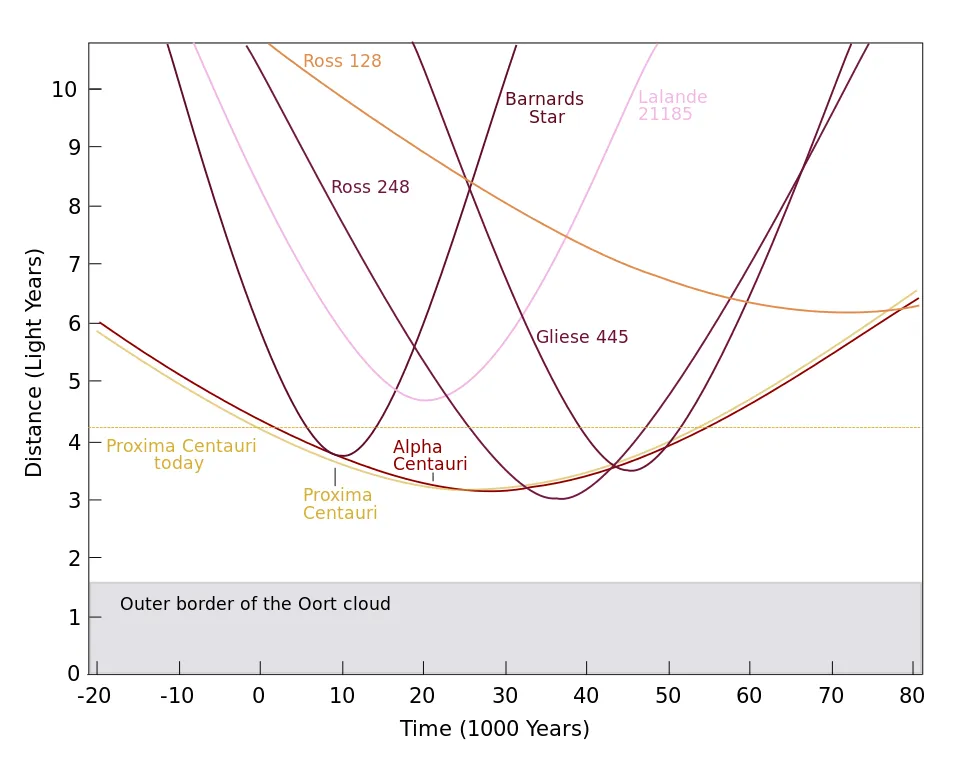 Ross 128
Barnards
Star
Lalande
21185
Ross 248
Gliese 445
Proxima Centauri
today
Alpha
Centauri
Proxima
Centauri
Outer border of the Oort cloud
Distance (Light Years)
10
9
8
7
6
5
4
3
2
1
0
-20 -10 0 10 20 30 40 50 60 70 80
Time (1000 Years)